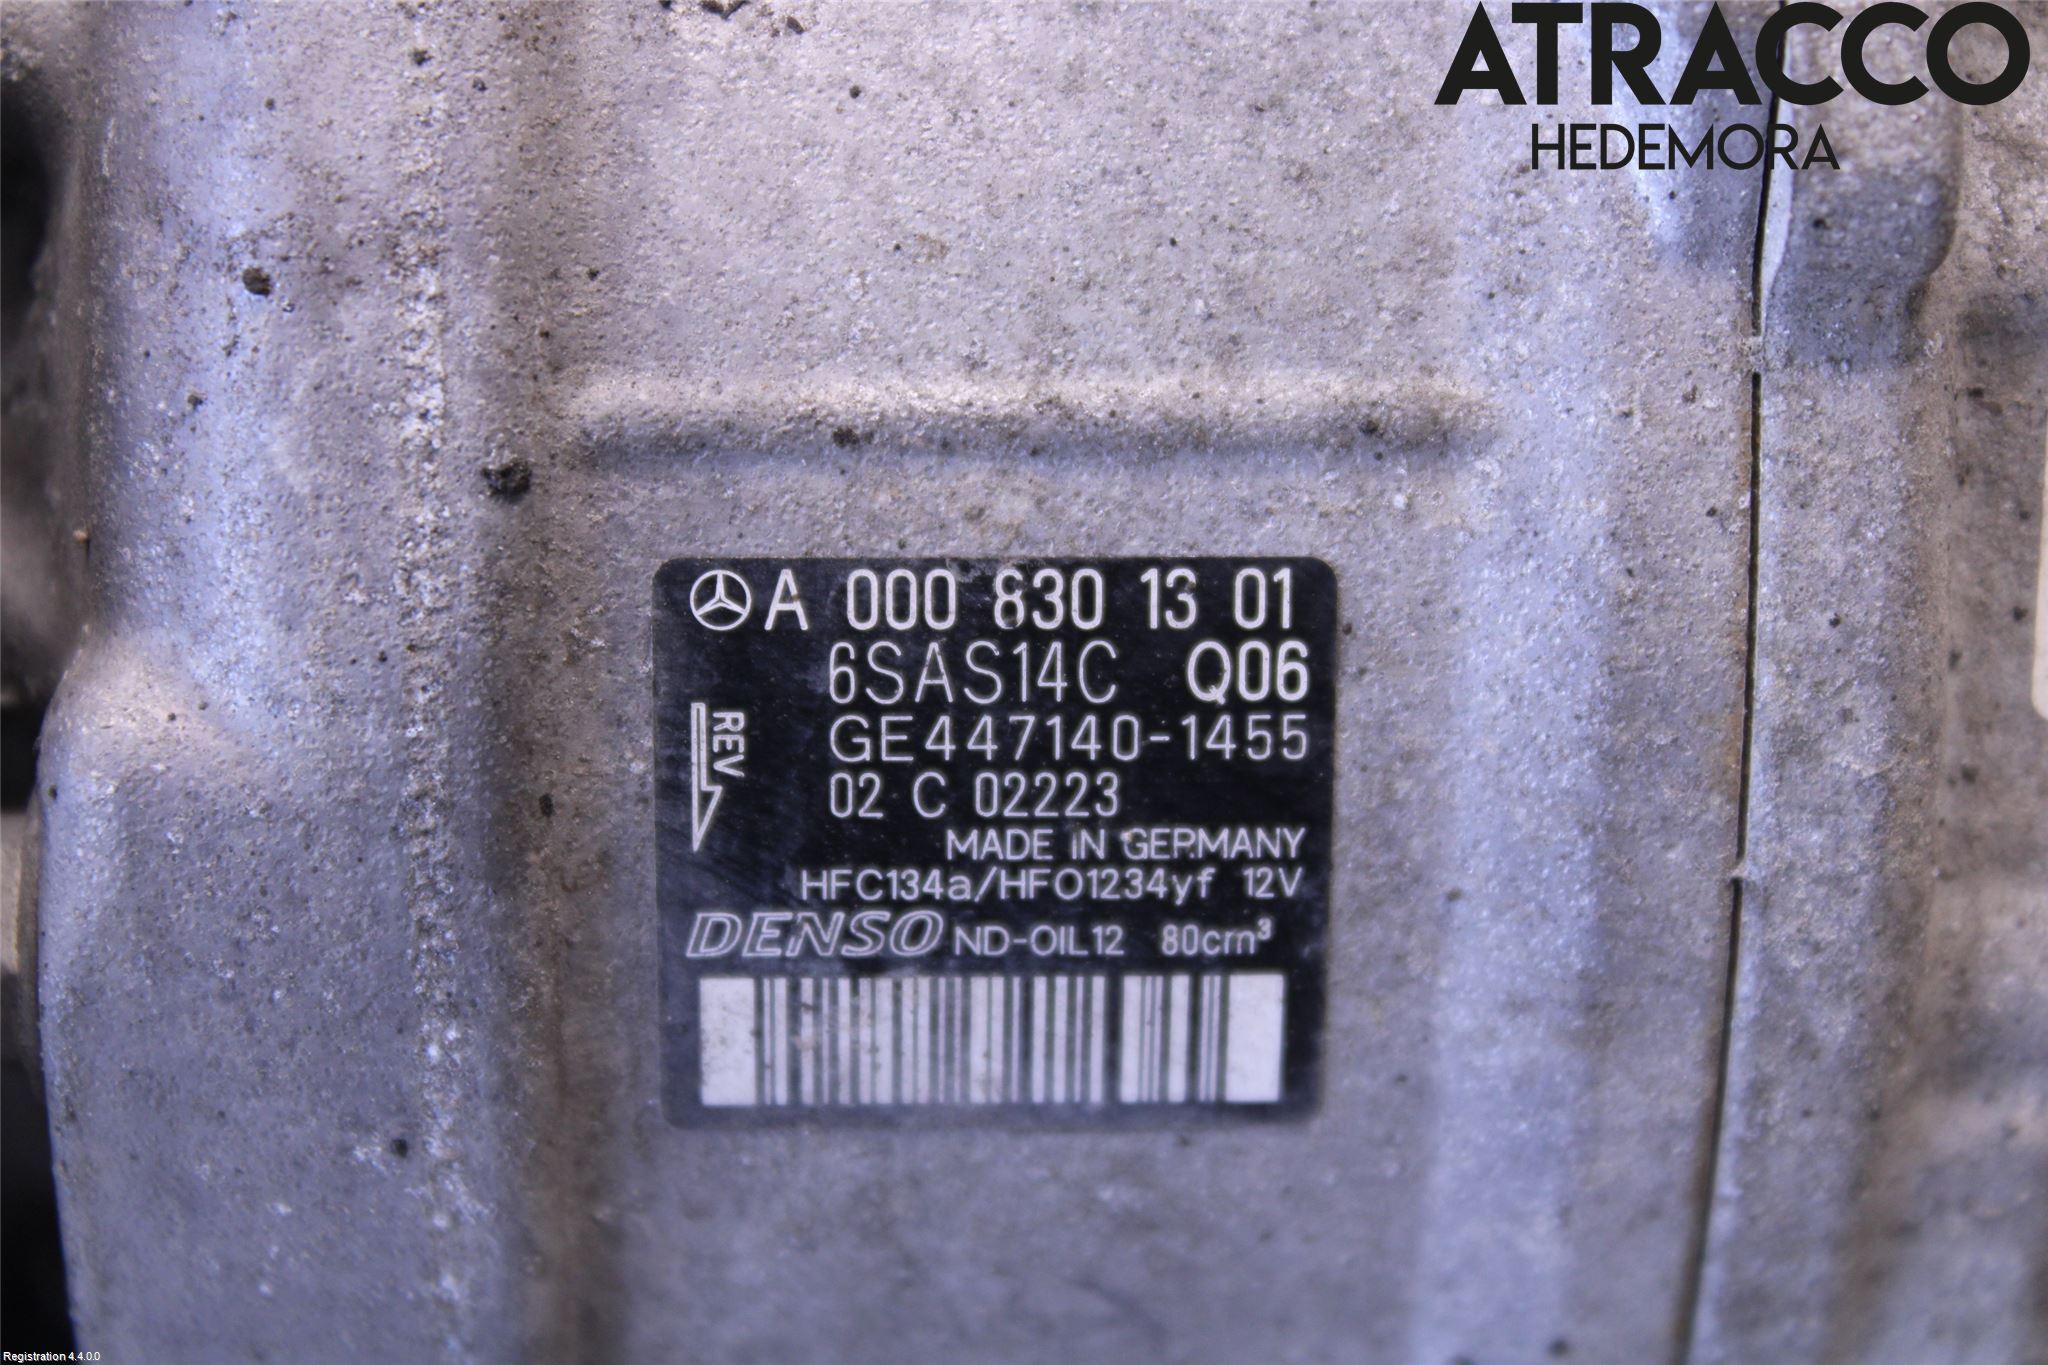 ATRACCO
HEDEMORA
A 000 830 13 01
6SAS14C Q06
REV
GE447140-1455
02 C 02223
MADE IN GERMANY
HFC134a/HFO1234yf 12V
DENSO ND-OIL12 80cm³
Registration 4.4.0.0